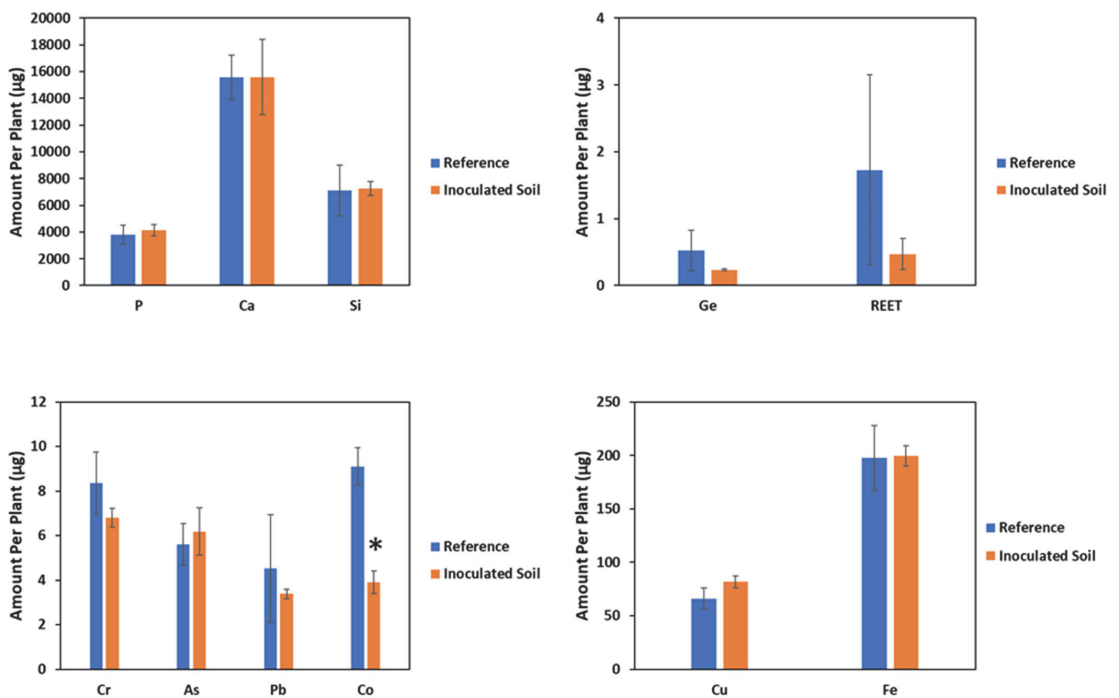 Amount Per Plant (µg)
20000
18000
16000
14000
12000
10000
8000
6000
4000
2000
0
P Ca Si
Reference
Inoculated Soil
Amount Per Plant (µg)
4
3
2
1
0
Ge REET
Reference
Inoculated Soil
Amount Per Plant (µg)
12
10
8
6
4
2
0
*
Cr As Pb Co
Reference
Inoculated Soil
Amount Per Plant (µg)
250
200
150
100
50
0
Cu Fe
Reference
Inoculated Soil